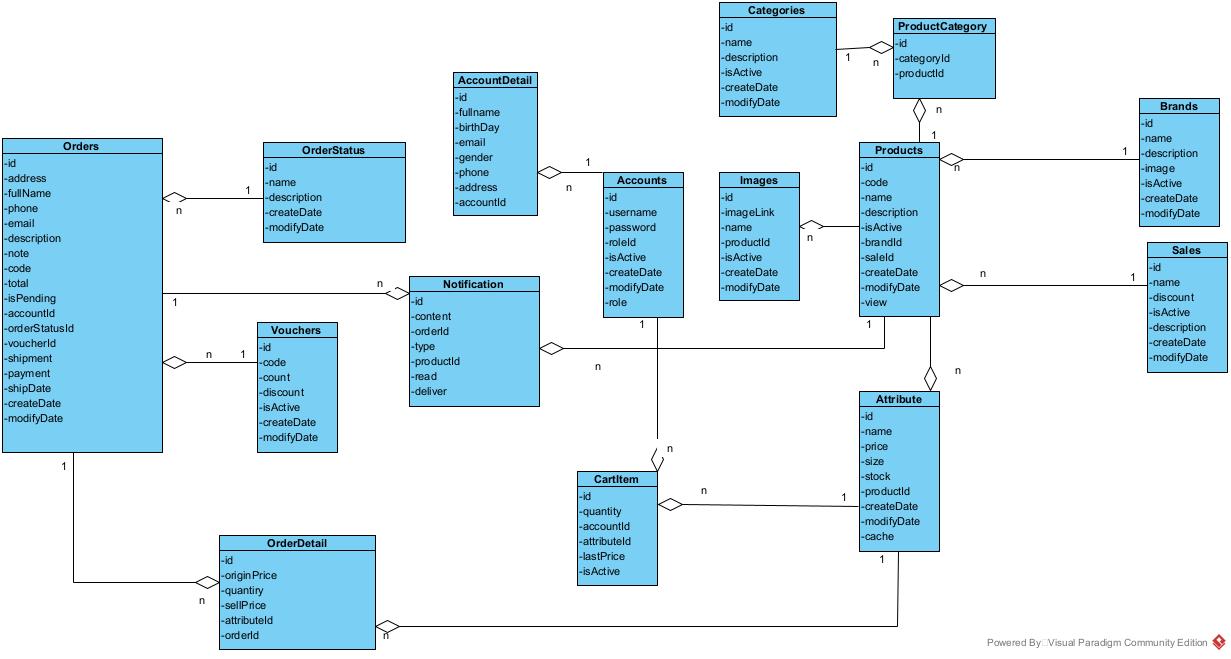 Categories
-id
-name
-description
-isActive
-createDate
-modifyDate
1
n
ProductCategory
-id
-categoryId
-productId
n
1
AccountDetail
-id
-fullname
-birthDay
-email
-gender
-phone
-address
-accountId
1
n
Brands
-id
-name
-description
-image
-isActive
-createDate
-modifyDate
1
n
Orders
-id
-address
-fullName
-phone
-email
-description
-note
-code
-total
-isPending
-accountId
-orderStatusId
-voucherId
-shipment
-payment
-shipDate
-createDate
-modifyDate
OrderStatus
-id
-name
-description
-createDate
-modifyDate
1
n
Accounts
-id
-username
-password
-roleId
-isActive
-createDate
-modifyDate
-role
1
Images
-id
-imageLink
-name
-productId
-isActive
-createDate
-modifyDate
n
Products
-id
-code
-name
-description
-isActive
-brandId
-saleId
-createDate
-modifyDate
-view
1
Sales
-id
-name
-discount
-isActive
-description
-createDate
-modifyDate
n
1
Notification
-id
-content
-orderId
-type
-productId
-read
-deliver
n
1
n
Vouchers
-id
-code
-count
-discount
-isActive
-createDate
-modifyDate
n
1
n
Attribute
-id
-name
-price
-size
-stock
-productId
-createDate
-modifyDate
-cache
1
n
CartItem
-id
-quantity
-accountId
-attributeId
-lastPrice
-isActive
n
1
1
OrderDetail
-id
-originPrice
-quantiry
-sellPrice
-attributeId
-orderId
n
n
Powered By Visual Paradigm Community Edition